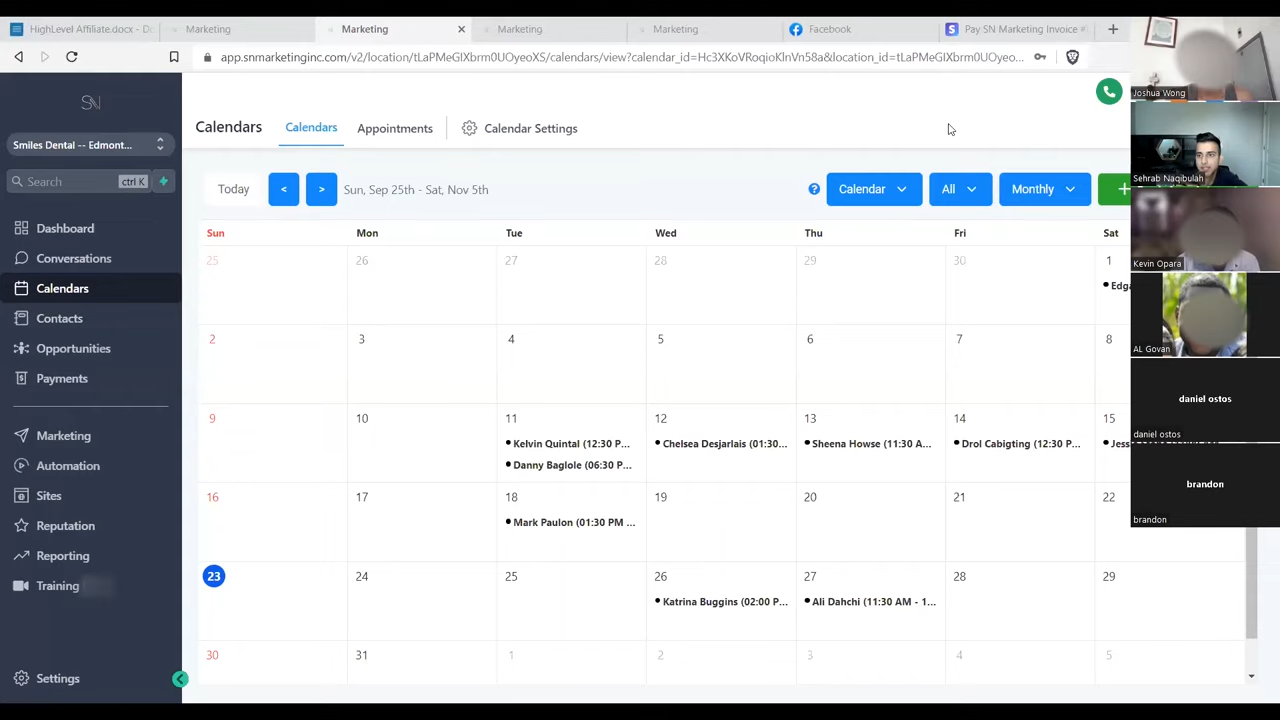 HighLevel Affiliate.docx - Do
Marketing
Marketing
Marketing
Marketing
Facebook
Pay SN Marketing Invoice #
app.snmarketinginc.com/v2/location/tLaPMeGlXbrm0UOyeoXS/calendars/view?calendar_id=Hc3XKoVRoqioKlnVn58a&location_id=tLaPMeGlXbrm0UOyeo...
SN
Smiles Dental -- Edmont...
Search
ctrl K
Dashboard
Conversations
Calendars
Contacts
Opportunities
Payments
Marketing
Automation
Sites
Reputation
Reporting
Training
Settings
Calendars
Calendars
Appointments
Calendar Settings
Today
<
>
Sun, Sep 25th - Sat, Nov 5th
?
Calendar
All
Monthly
+
Sun Mon Tue Wed Thu Fri Sat
25 26 27 28 29 30 1
Edga
2 3 4 5 6 7 8
9 10 11 12 13 14 15
Kelvin Quintal (12:30 P...
Chelsea Desjarlais (01:30...
Sheena Howse (11:30 A...
Drol Cabigting (12:30 P...
Danny Baglole (06:30 P...
16 17 18 19 20 21 22
Mark Paulon (01:30 PM ...
23 24 25 26 27 28 29
Katrina Buggins (02:00 P...
Ali Dahchi (11:30 AM - 1...
30 31 1 2 3 4 5
Joshua Wong
Sehrab Naqibulah
Kevin Opara
AL Govan
daniel ostos
daniel ostos
brandon
brandon